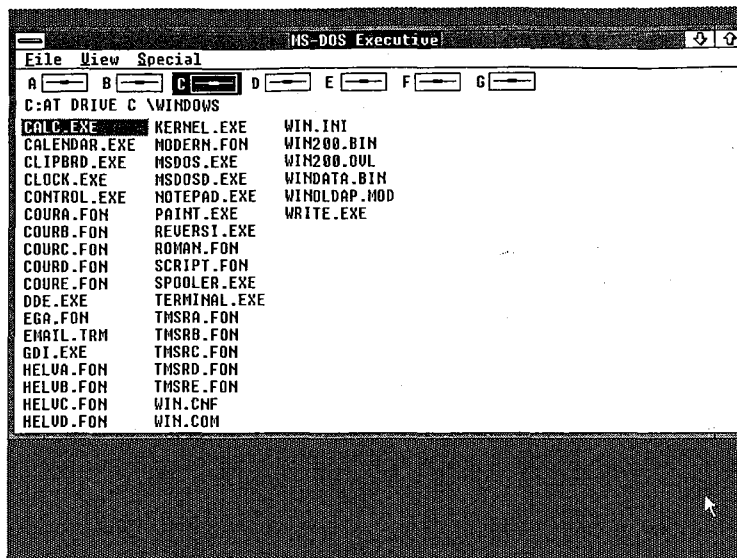 MS-DOS Executive
File View Special
A B C D E F G
C:AT DRIVE C \WINDOWS
CALC.EXE KERNEL.EXE WIN.INI
CALENDAR.EXE MODERN.FON WIN200.BIN
CLIPBRD.EXE MSDOS.EXE WIN200.OVL
CLOCK.EXE MSDOSD.EXE WINDATA.BIN
CONTROL.EXE NOTEPAD.EXE WINOLDAP.MOD
COURA.FON PAINT.EXE WRITE.EXE
COURB.FON REVERSI.EXE
COURC.FON ROMAN.FON
COURD.FON SCRIPT.FON
COURE.FON SPOOLER.EXE
DDE.EXE TERMINAL.EXE
EGA.FON TMSRA.FON
EMAIL.TRM TMSRB.FON
GDI.EXE TMSRC.FON
HELVA.FON TMSRD.FON
HELVB.FON TMSRE.FON
HELVC.FON WIN.CNF
HELVD.FON WIN.COM